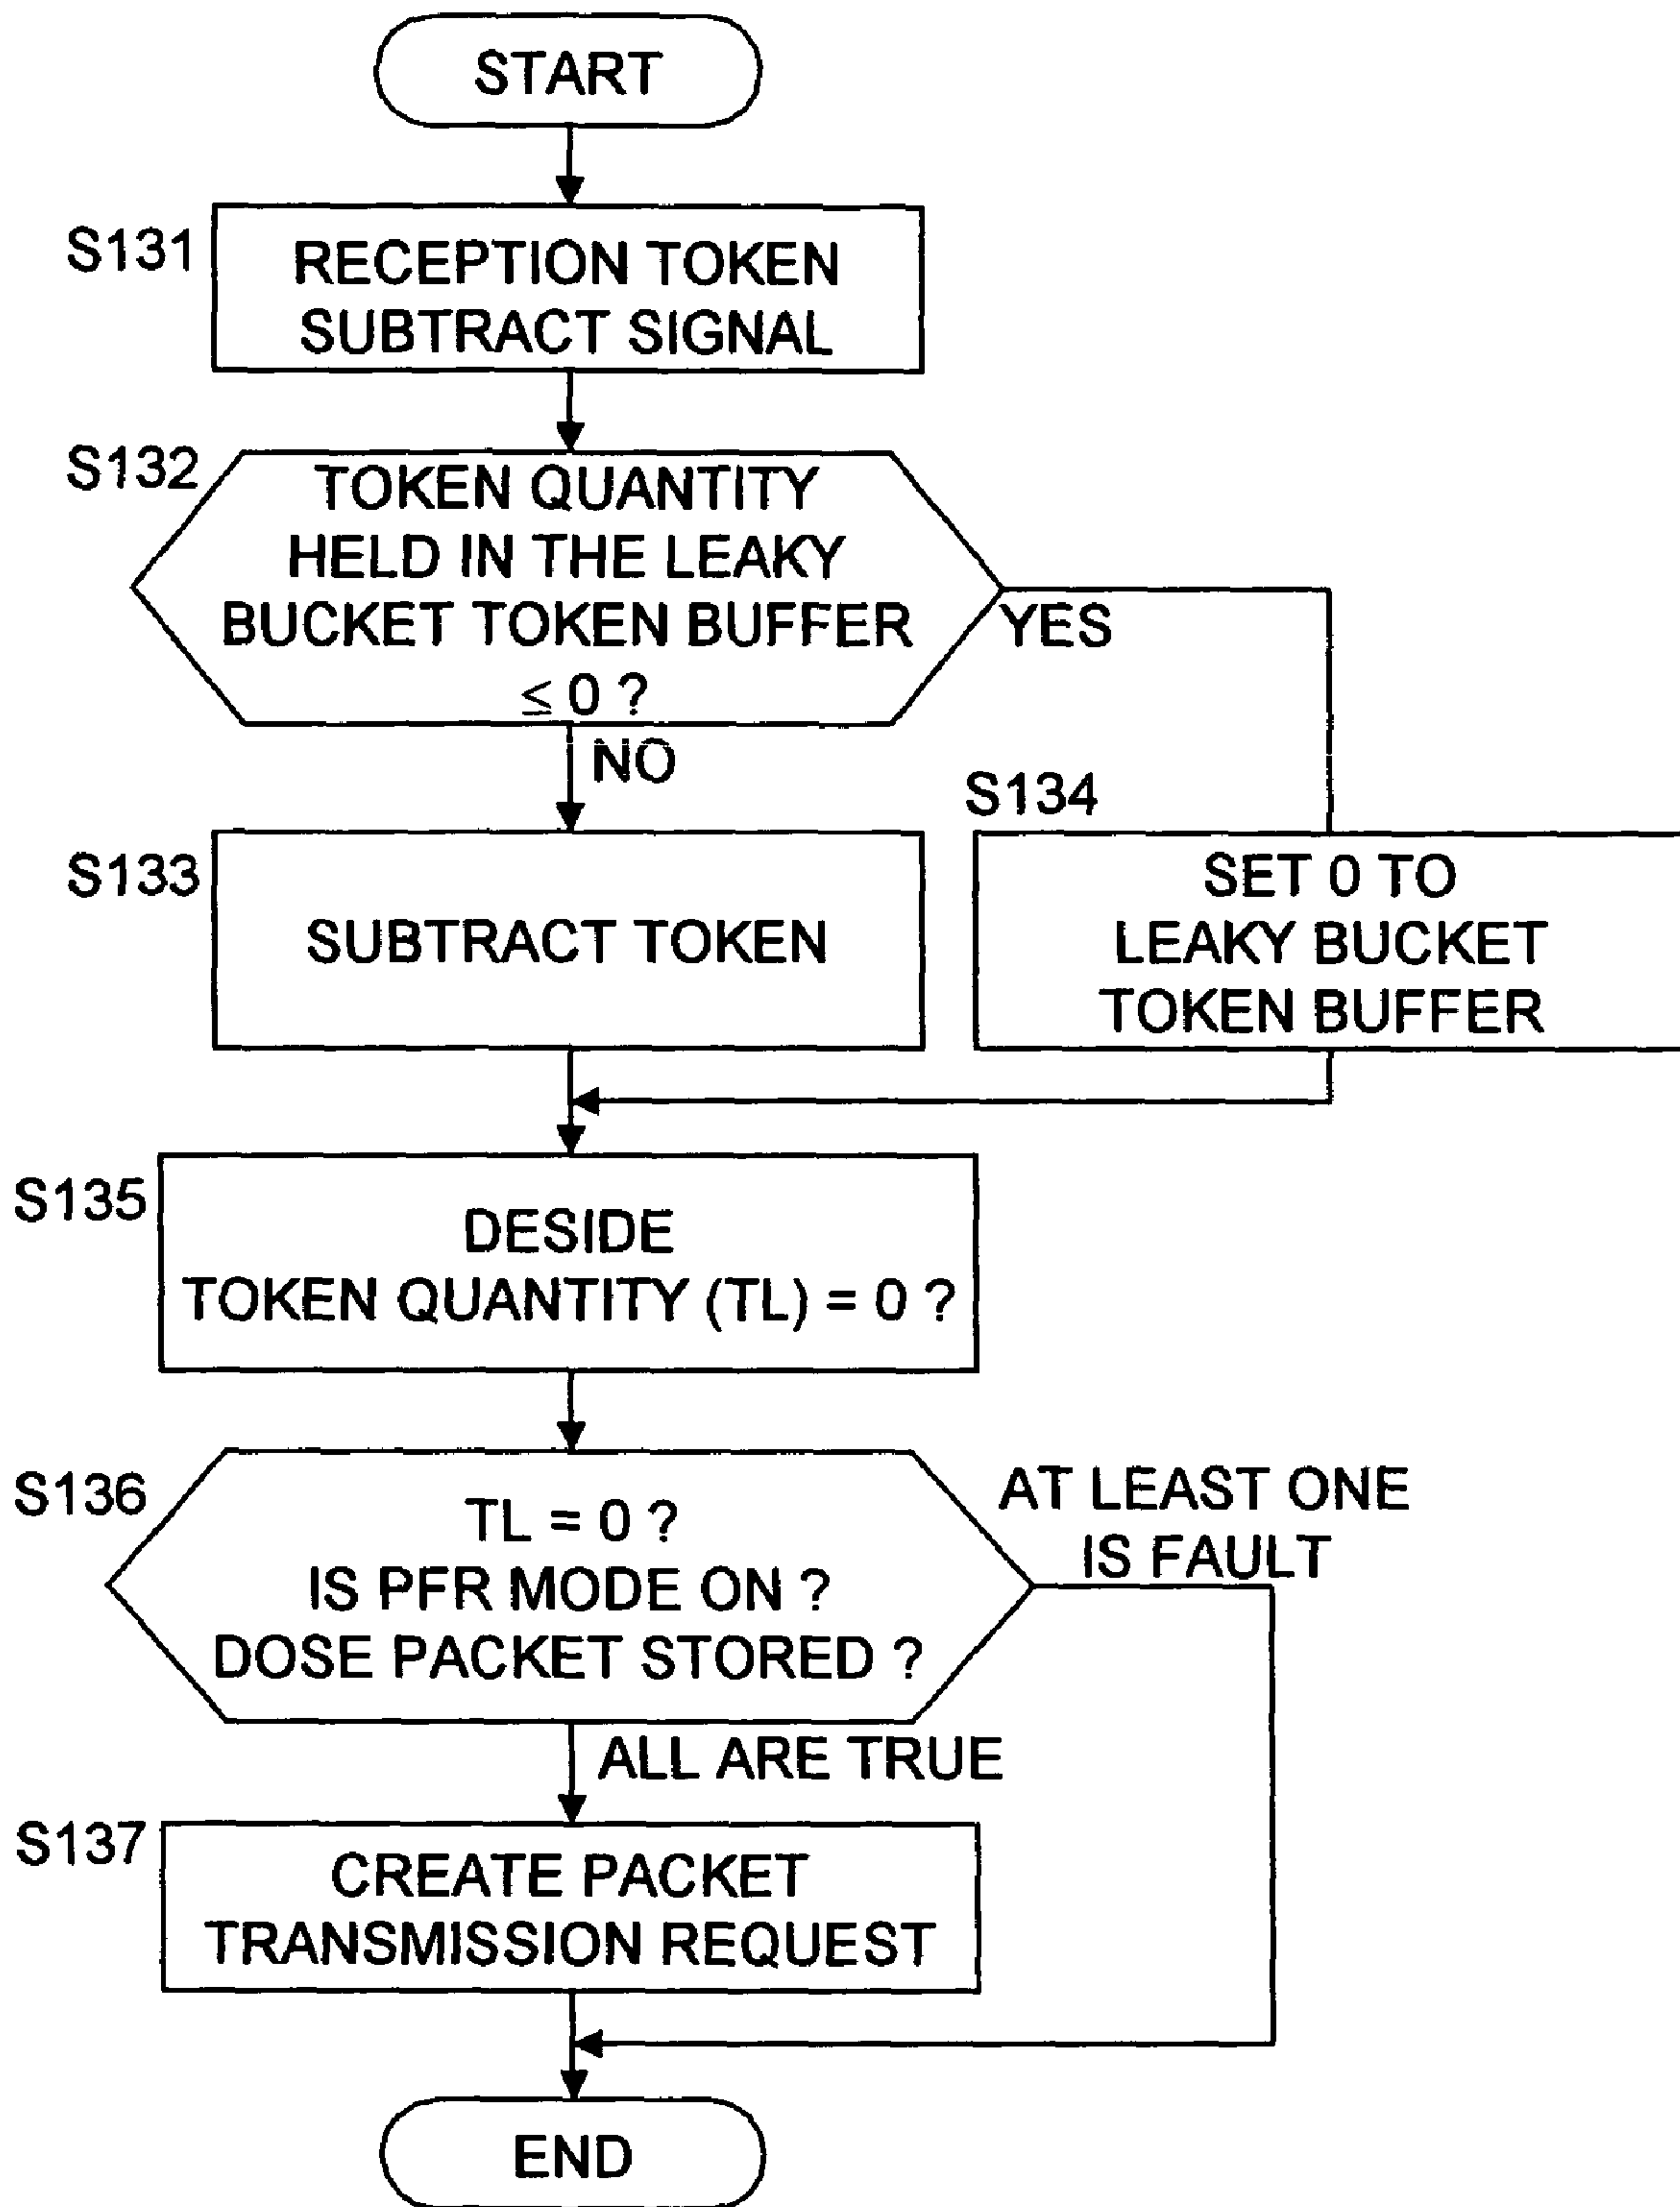 START
S131
RECEPTION TOKEN
SUBTRACT SIGNAL
S132
TOKEN QUANTITY
HELD IN THE LEAKY
BUCKET TOKEN BUFFER
≤ 0 ?
YES
NO
S133
SUBTRACT TOKEN
S134
SET 0 TO
LEAKY BUCKET
TOKEN BUFFER
S135
DESIDE
TOKEN QUANTITY (TL) = 0 ?
S136
TL = 0 ?
IS PFR MODE ON ?
DOSE PACKET STORED ?
AT LEAST ONE
IS FAULT
ALL ARE TRUE
S137
CREATE PACKET
TRANSMISSION REQUEST
END